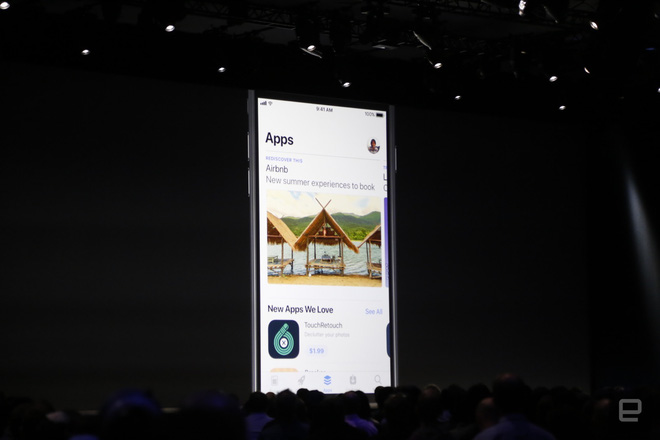 9:41 AM
100%
Apps
REDISCOVER THIS
Airbnb
New summer experiences to book
New Apps We Love
See All
TouchRetouch
$1.99